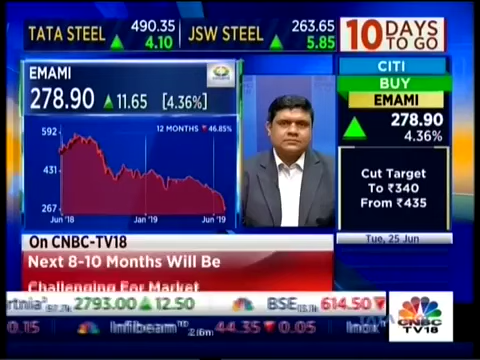 TATA STEEL 490.35 4.10
JSW STEEL 263.65 5.85
10 DAYS TO GO
EMAMI
278.90 11.65 [4.36%]
12 MONTHS 46.85%
592
431
267
Jun '18 Jan '19 Jun '19
CITI
BUY
EMAMI
278.90
4.36%
Cut Target
To ₹340
From ₹435
Tue, 25 Jun
On CNBC-TV18
Next 8-10 Months Will Be
Challenging For Market
2793.00 12.50 BSE 614.50
0.15 Infibeam 44.35 0.05 Inox
CNBC
TV18